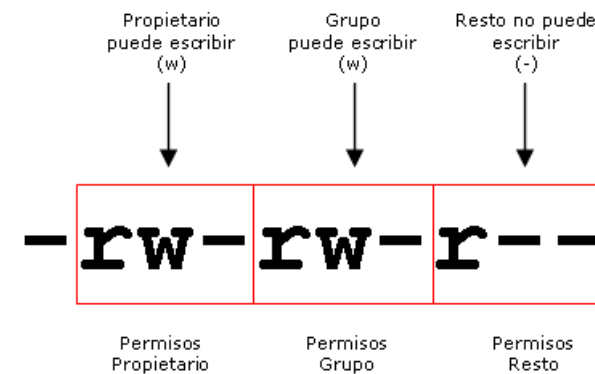 Propietario
puede escribir
(w)
Grupo
puede escribir
(w)
Resto no puede
escribir
(-)
-rw-rw-r--
Permisos
Propietario
Permisos
Grupo
Permisos
Resto